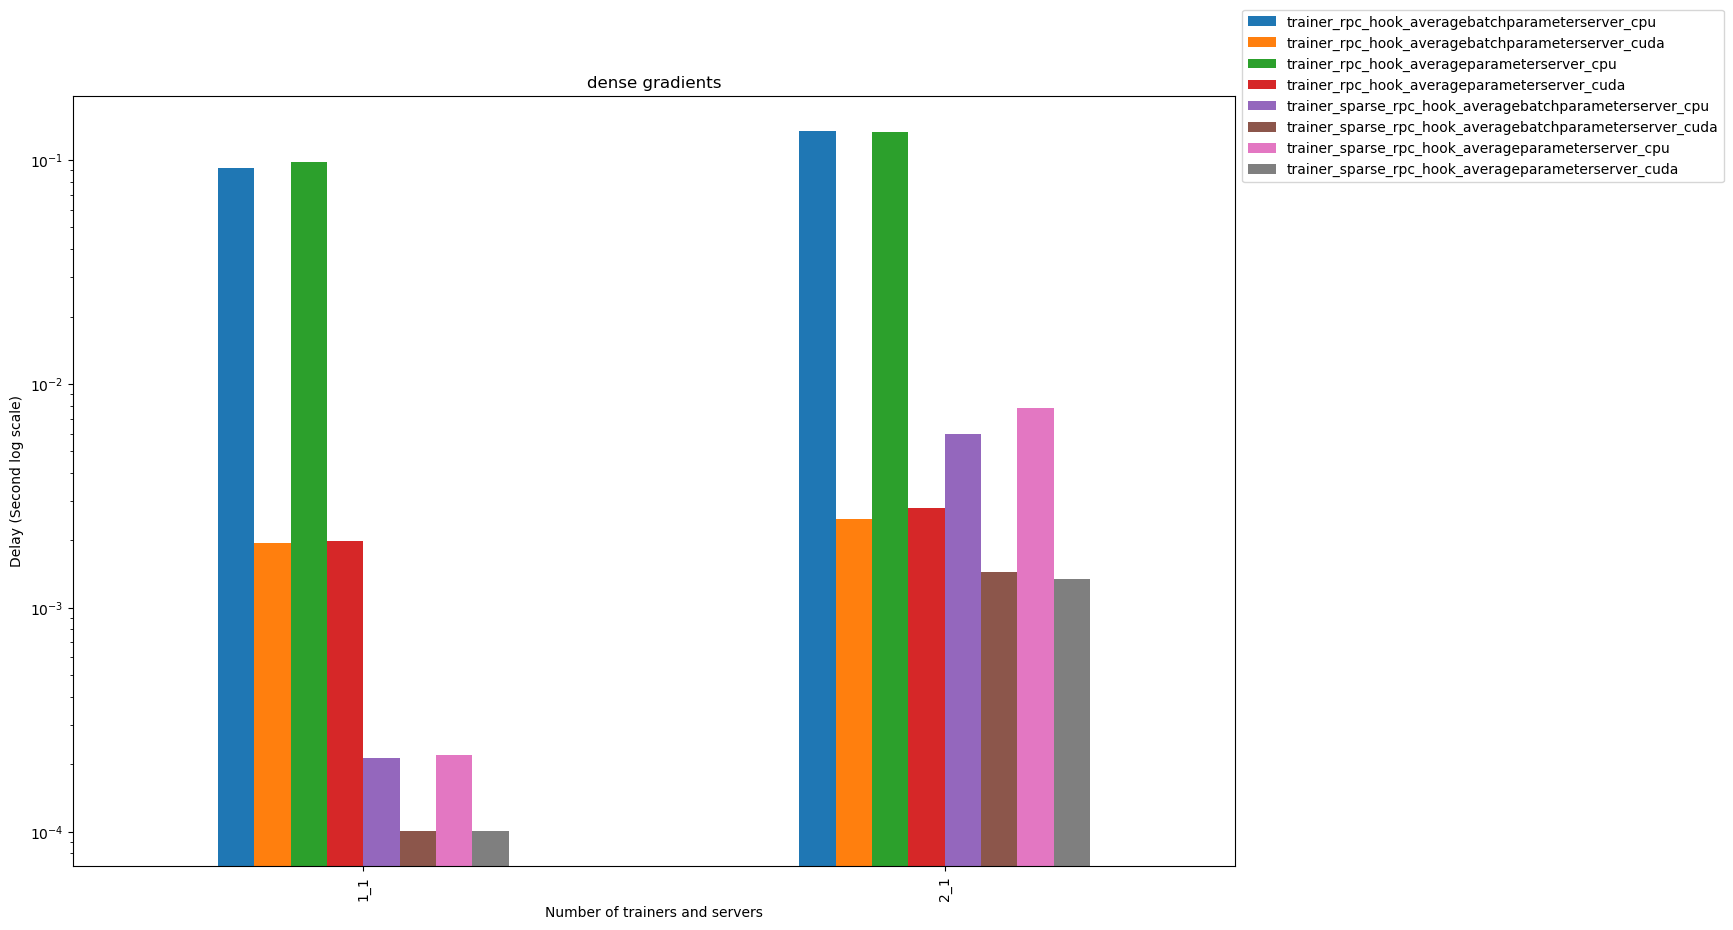 dense gradients
trainer_rpc_hook_averagebatchparameterserver_cpu
trainer_rpc_hook_averagebatchparameterserver_cuda
trainer_rpc_hook_averageparameterserver_cpu
trainer_rpc_hook_averageparameterserver_cuda
trainer_sparse_rpc_hook_averagebatchparameterserver_cpu
trainer_sparse_rpc_hook_averagebatchparameterserver_cuda
trainer_sparse_rpc_hook_averageparameterserver_cpu
trainer_sparse_rpc_hook_averageparameterserver_cuda
Delay (Second log scale)
10⁻¹
10⁻²
10⁻³
10⁻⁴
1_1
2_1
Number of trainers and servers